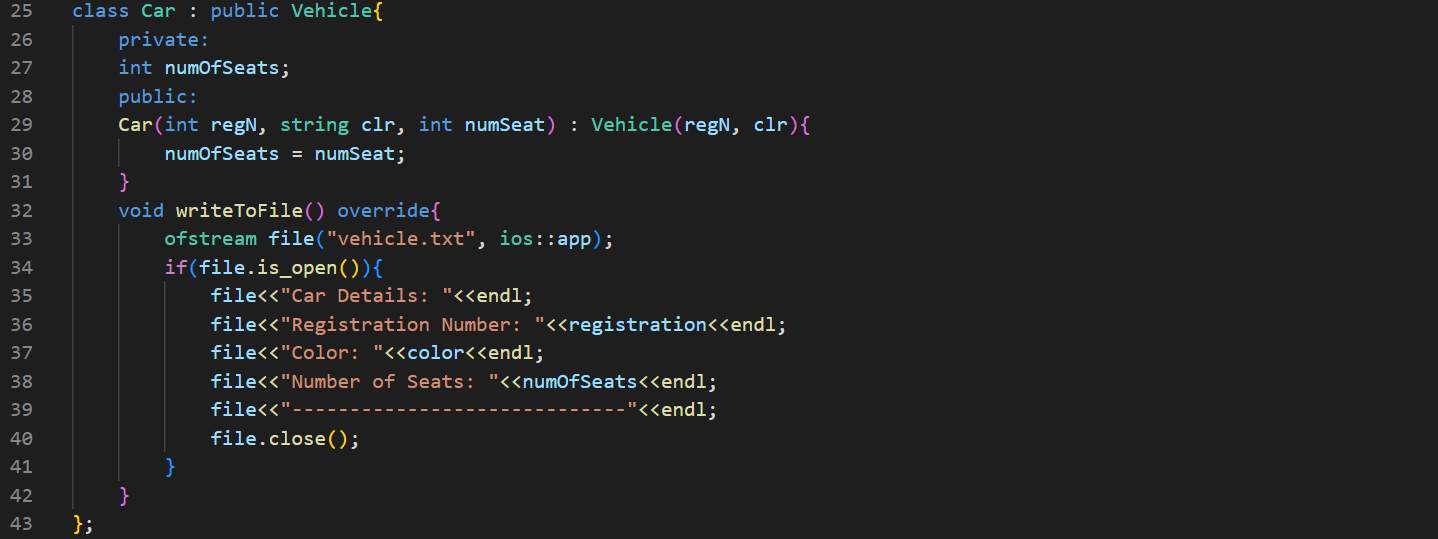 25 class Car : public Vehicle{
26     private:
27     int numOfSeats;
28     public:
29     Car(int regN, string clr, int numSeat) : Vehicle(regN, clr){
30         numOfSeats = numSeat;
31     }
32     void writeToFile() override{
33         ofstream file("vehicle.txt", ios::app);
34         if(file.is_open()){
35             file<<"Car Details: "<<endl;
36             file<<"Registration Number: "<<registration<<endl;
37             file<<"Color: "<<color<<endl;
38             file<<"Number of Seats: "<<numOfSeats<<endl;
39             file<<"-----------------------------"<<endl;
40             file.close();
41         }
42     }
43 };